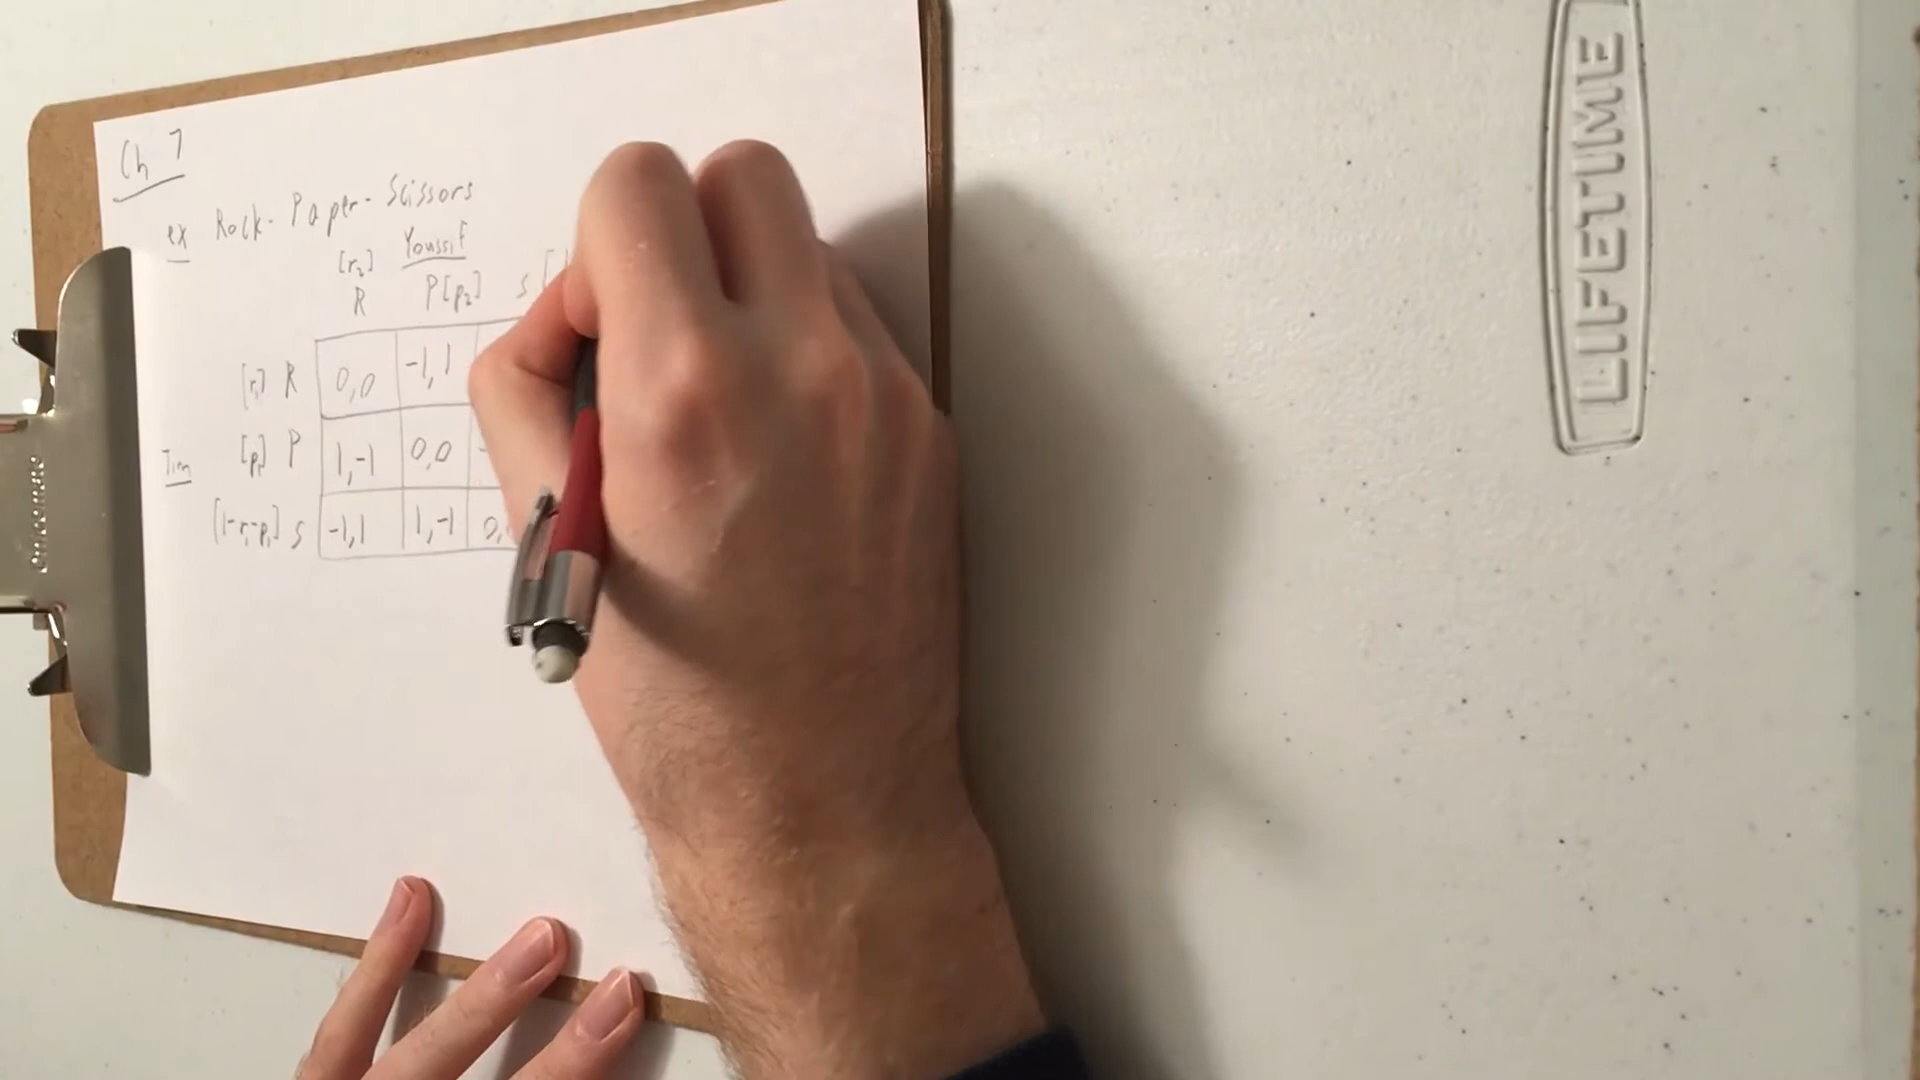 Ch 7
ex Rock-Paper-Scissors
Youssif
[r₂]
R P[p₂] S [
[r₁] R 0,0 -1,1
Tim [p₁] P 1,-1 0,0 -
[1-r₁-p₁] S -1,1 1,-1 0,
LIFETIME